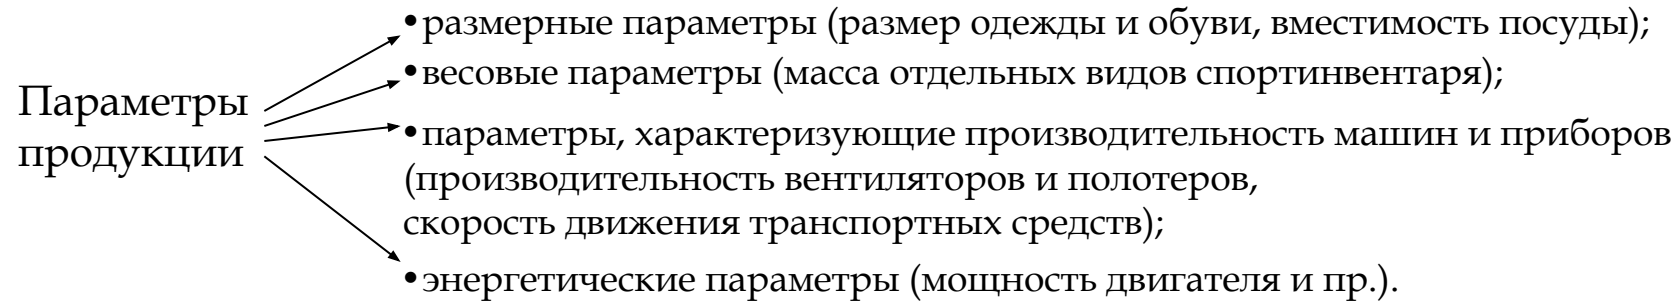 Параметры
продукции
•размерные параметры (размер одежды и обуви, вместимость посуды);
•весовые параметры (масса отдельных видов спортинвентаря);
•параметры, характеризующие производительность машин и приборов
(производительность вентиляторов и полотеров,
скорость движения транспортных средств);
•энергетические параметры (мощность двигателя и пр.).